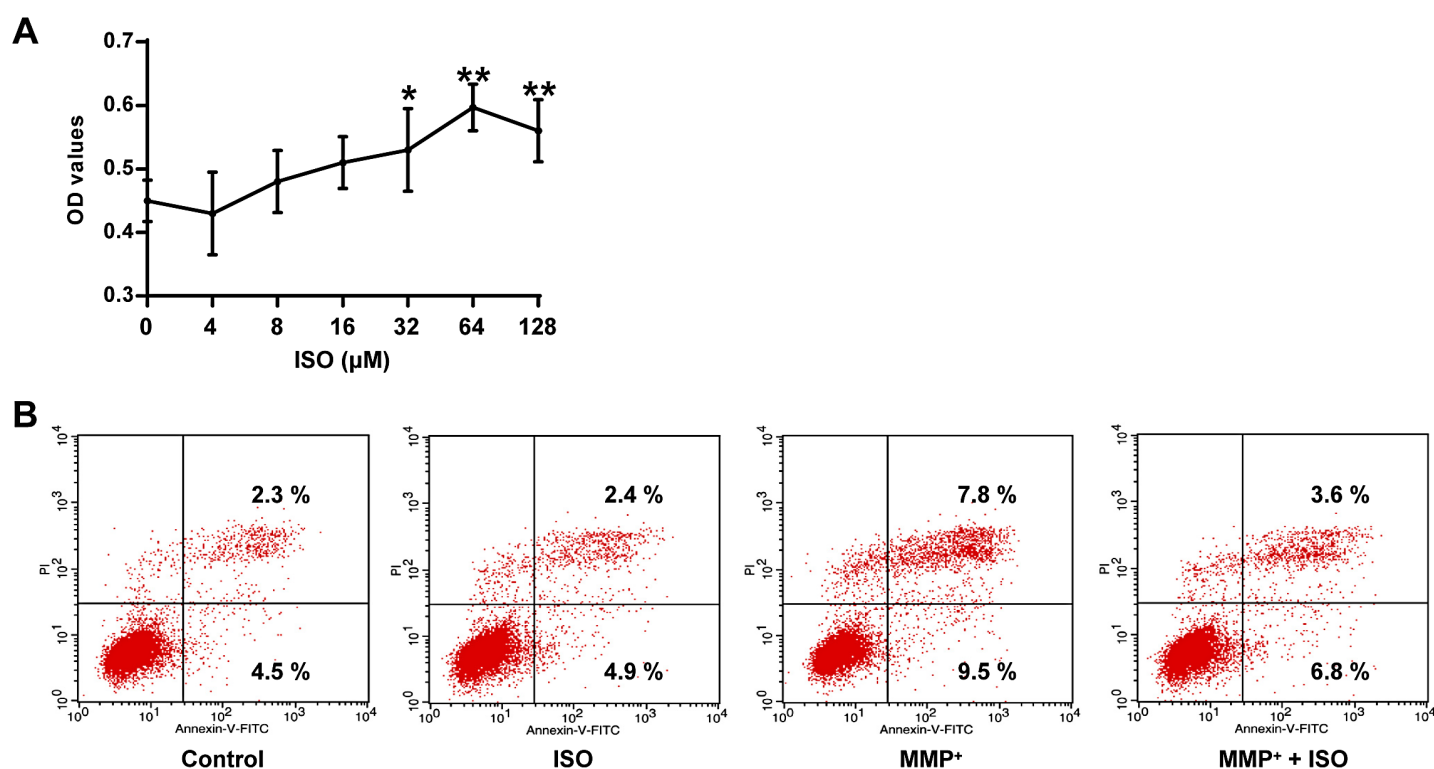 A
0.7
0.6
0.5
0.4
0.3
OD values
*
**
**
0 4 8 16 32 64 128
ISO (µM)
B
10⁴
10³
10²
10¹
10⁰
PI
2.3 %
4.5 %
10⁰ 10¹ 10² 10³ 10⁴
Annexin-V-FITC
Control
10⁴
10³
10²
10¹
10⁰
PI
2.4 %
4.9 %
10⁰ 10¹ 10² 10³ 10⁴
Annexin-V-FITC
ISO
10⁴
10³
10²
10¹
10⁰
PI
7.8 %
9.5 %
10⁰ 10¹ 10² 10³ 10⁴
Annexin-V-FITC
MMP⁺
10⁴
10³
10²
10¹
10⁰
PI
3.6 %
6.8 %
10⁰ 10¹ 10² 10³ 10⁴
Annexin-V-FITC
MMP⁺ + ISO